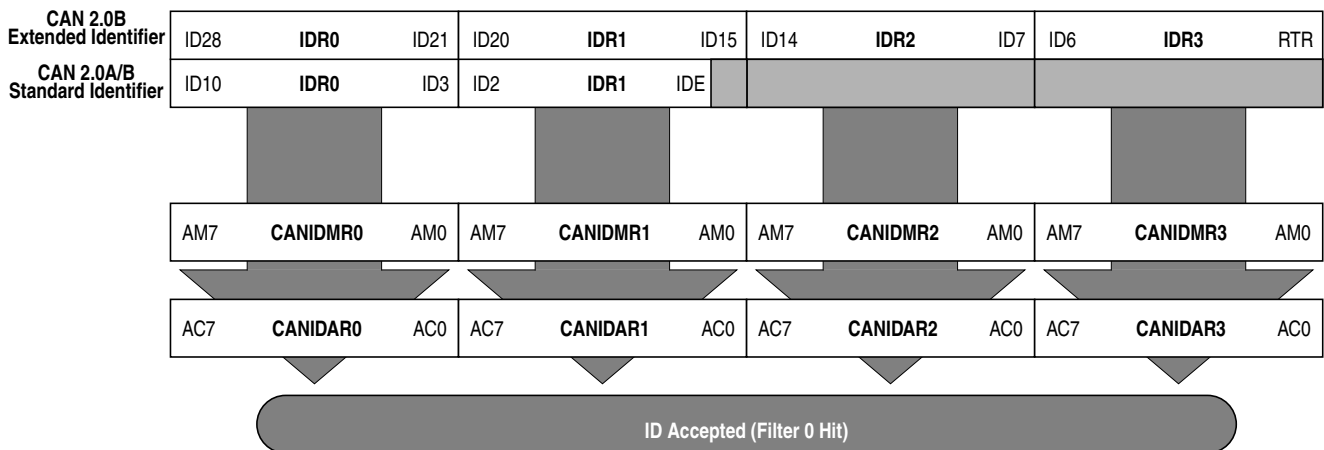 CAN 2.0B
Extended Identifier
ID28 IDR0 ID21 ID20 IDR1 ID15 ID14 IDR2 ID7 ID6 IDR3 RTR
CAN 2.0A/B
Standard Identifier
ID10 IDR0 ID3 ID2 IDR1 IDE
AM7 CANIDMR0 AM0 AM7 CANIDMR1 AM0 AM7 CANIDMR2 AM0 AM7 CANIDMR3 AM0
AC7 CANIDAR0 AC0 AC7 CANIDAR1 AC0 AC7 CANIDAR2 AC0 AC7 CANIDAR3 AC0
ID Accepted (Filter 0 Hit)